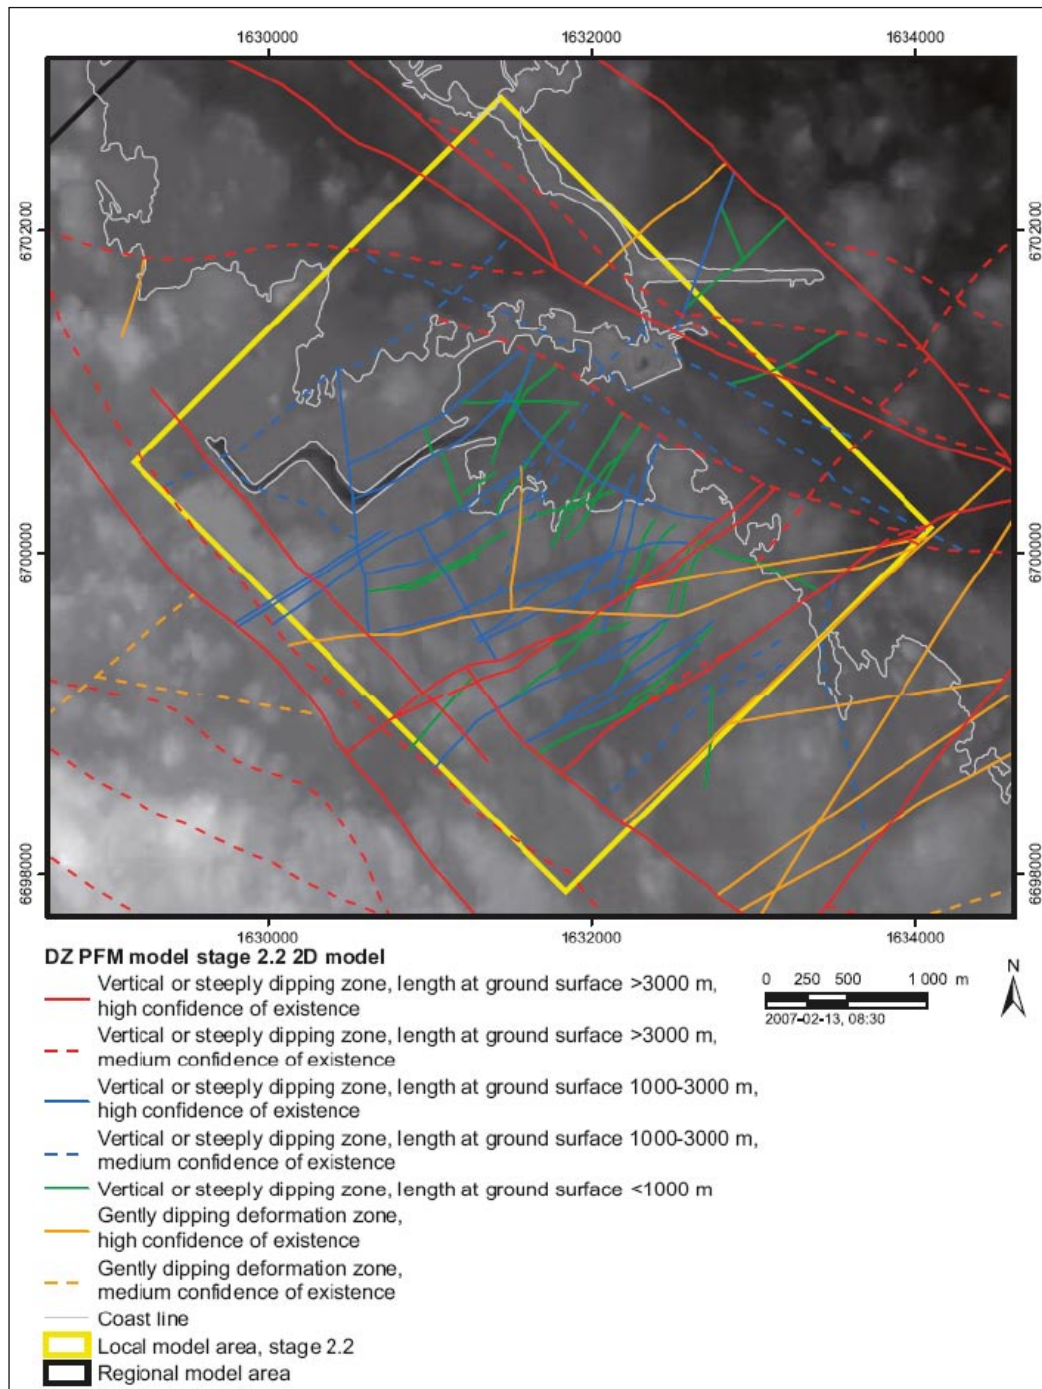 1630000 1632000 1634000
6702000 6702000
6700000 6700000
6698000 6698000
1630000 1632000 1634000
DZ PFM model stage 2.2 2D model
Vertical or steeply dipping zone, length at ground surface >3000 m,
high confidence of existence
Vertical or steeply dipping zone, length at ground surface >3000 m,
medium confidence of existence
Vertical or steeply dipping zone, length at ground surface 1000-3000 m,
high confidence of existence
Vertical or steeply dipping zone, length at ground surface 1000-3000 m,
medium confidence of existence
Vertical or steeply dipping zone, length at ground surface <1000 m
Gently dipping deformation zone,
high confidence of existence
Gently dipping deformation zone,
medium confidence of existence
Coast line
Local model area, stage 2.2
Regional model area
0 250 500 1 000 m
2007-02-13, 08:30
N